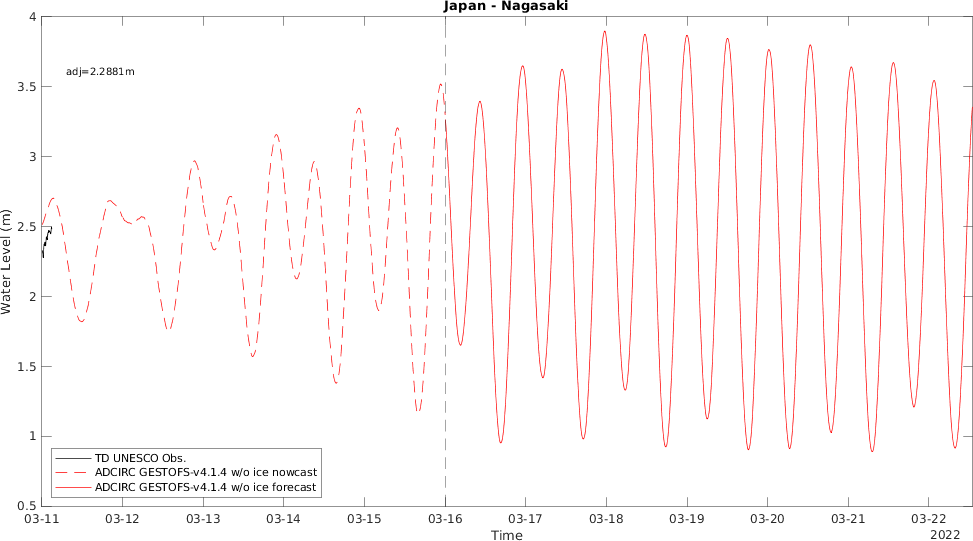 Japan - Nagasaki
4
adj=2.2881m
3.5
3
2.5
Water Level (m)
2
1.5
1
0.5
TD UNESCO Obs.
ADCIRC GESTOFS-v4.1.4 w/o ice nowcast
ADCIRC GESTOFS-v4.1.4 w/o ice forecast
03-11 03-12 03-13 03-14 03-15 03-16 03-17 03-18 03-19 03-20 03-21 03-22
Time
2022